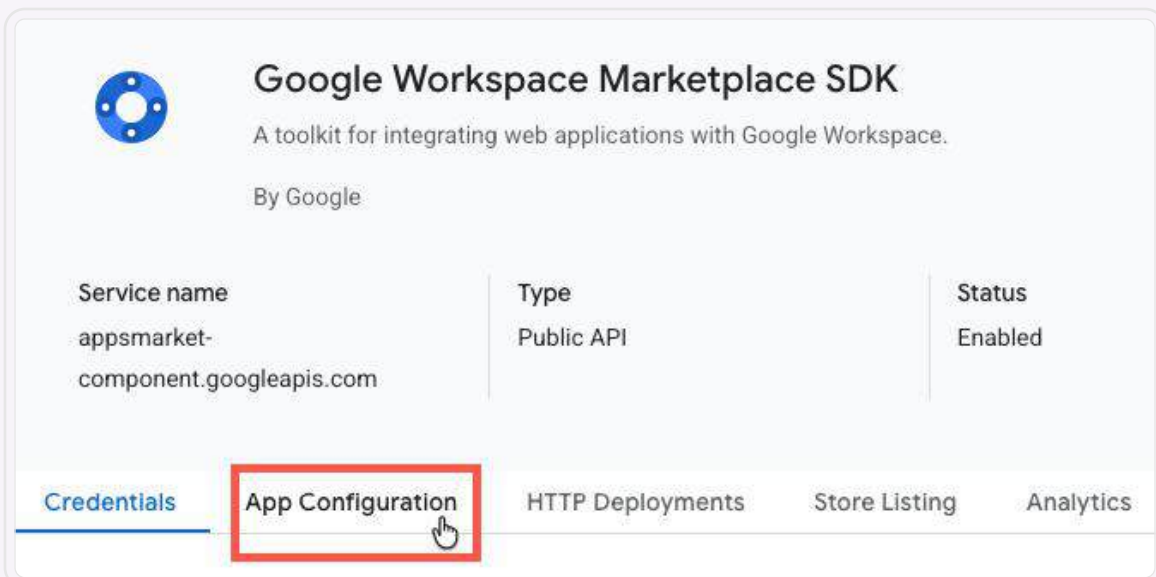 Google Workspace Marketplace SDK
A toolkit for integrating web applications with Google Workspace.
By Google
Service name
appsmarket-
component.googleapis.com
Type
Public API
Status
Enabled
Credentials
App Configuration
HTTP Deployments
Store Listing
Analytics